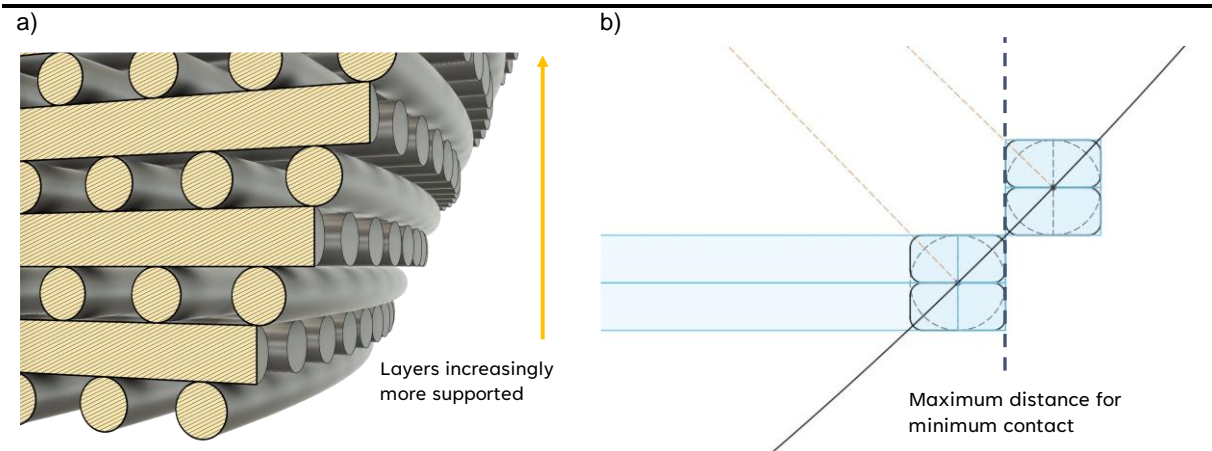 a)
Layers increasingly
more supported
b)
Maximum distance for
minimum contact